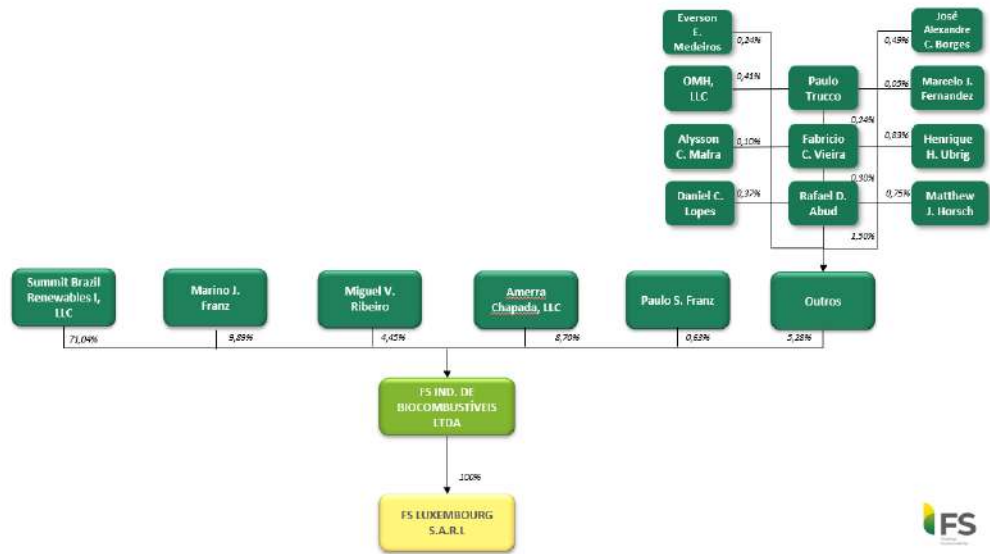 Everson
E.
Medeiros
0,24%
José
Alexandre
C. Borges
0,49%
OMH,
LLC
0,41%
Paulo
Trucco
0,05%
Marcelo J.
Fernandez
0,24%
Alysson
C. Mafra
0,10%
Fabricio
C. Vieira
0,83%
Henrique
H. Ubrig
Daniel C.
Lopes
0,37%
Rafael D.
Abud
0,75%
Matthew
J. Horsch
1,50%
Summit Brazil
Renewables I,
LLC
Marino J.
Franz
Miguel V.
Ribeiro
Amerra
Chapada, LLC
Paulo S. Franz
Outros
71,04%
9,89%
4,45%
8,70%
0,63%
5,28%
FS IND. DE
BIOCOMBUSTÍVEIS
LTDA
100%
FS LUXEMBOURG
S.A.R.L
FS